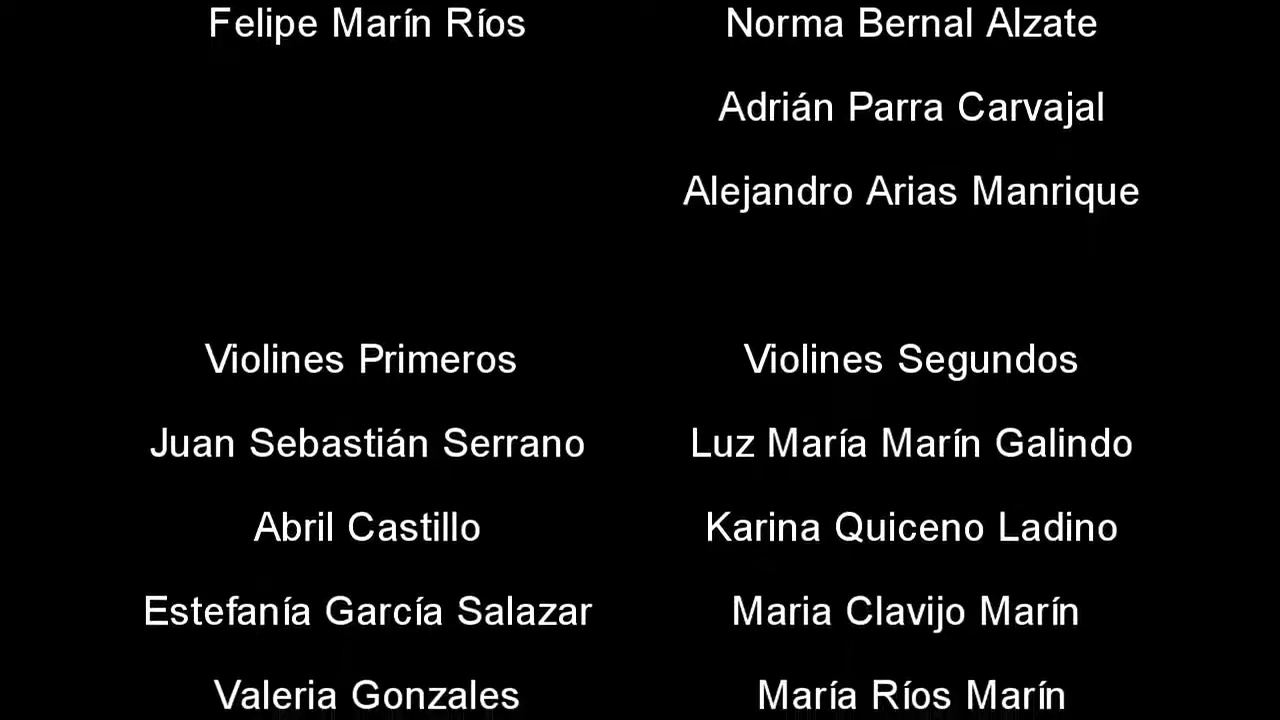 Felipe Marín Ríos
Norma Bernal Alzate
Adrián Parra Carvajal
Alejandro Arias Manrique
Violines Primeros
Juan Sebastián Serrano
Abril Castillo
Estefanía García Salazar
Valeria Gonzales
Violines Segundos
Luz María Marín Galindo
Karina Quiceno Ladino
Maria Clavijo Marín
María Ríos Marín